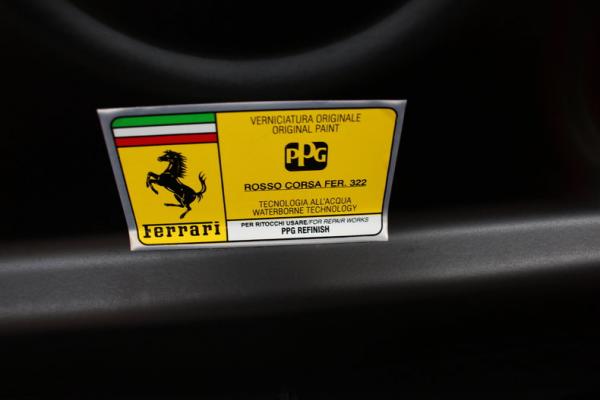 VERNICIATURA ORIGINALE
ORIGINAL PAINT
PPG
ROSSO CORSA FER. 322
TECNOLOGIA ALL'ACQUA
WATERBORNE TECHNOLOGY
Ferrari
PER RITOCCHI USARE/FOR REPAIR WORKS
PPG REFINISH